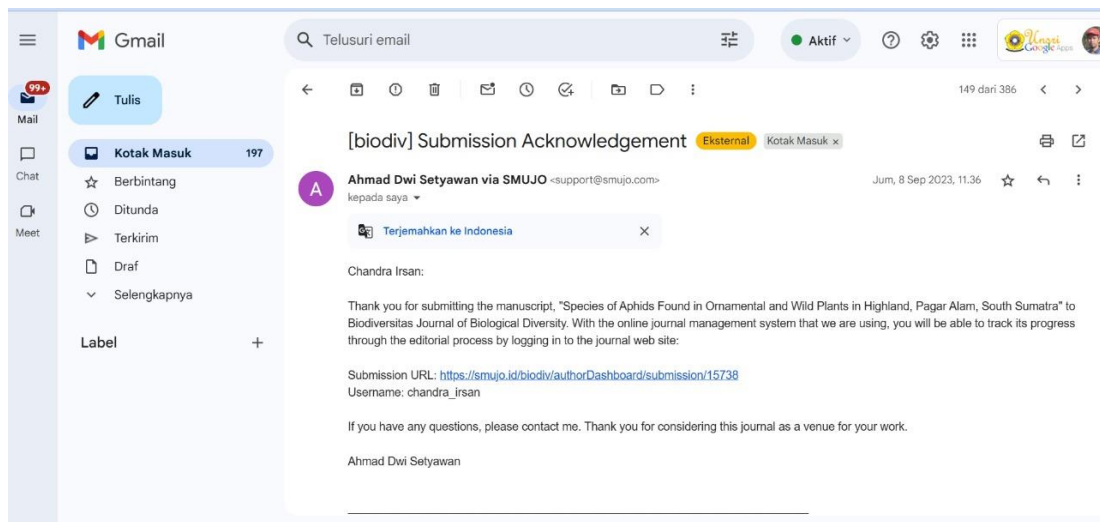 Gmail
Telusuri email
Aktif
Unsri
Google Apps
99+
Mail
Chat
Meet
Tulis
Kotak Masuk 197
Berbintang
Ditunda
Terkirim
Draf
Selengkapnya
Label
149 dari 386
[biodiv] Submission Acknowledgement Eksternal Kotak Masuk ×
A
Ahmad Dwi Setyawan via SMUJO <support@smujo.com>
Jum, 8 Sep 2023, 11.36
kepada saya
Terjemahkan ke Indonesia
Chandra Irsan:
Thank you for submitting the manuscript, "Species of Aphids Found in Ornamental and Wild Plants in Highland, Pagar Alam, South Sumatra" to
Biodiversitas Journal of Biological Diversity. With the online journal management system that we are using, you will be able to track its progress
through the editorial process by logging in to the journal web site:
Submission URL: https://smujo.id/biodiv/authorDashboard/submission/15738
Username: chandra_irsan
If you have any questions, please contact me. Thank you for considering this journal as a venue for your work.
Ahmad Dwi Setyawan